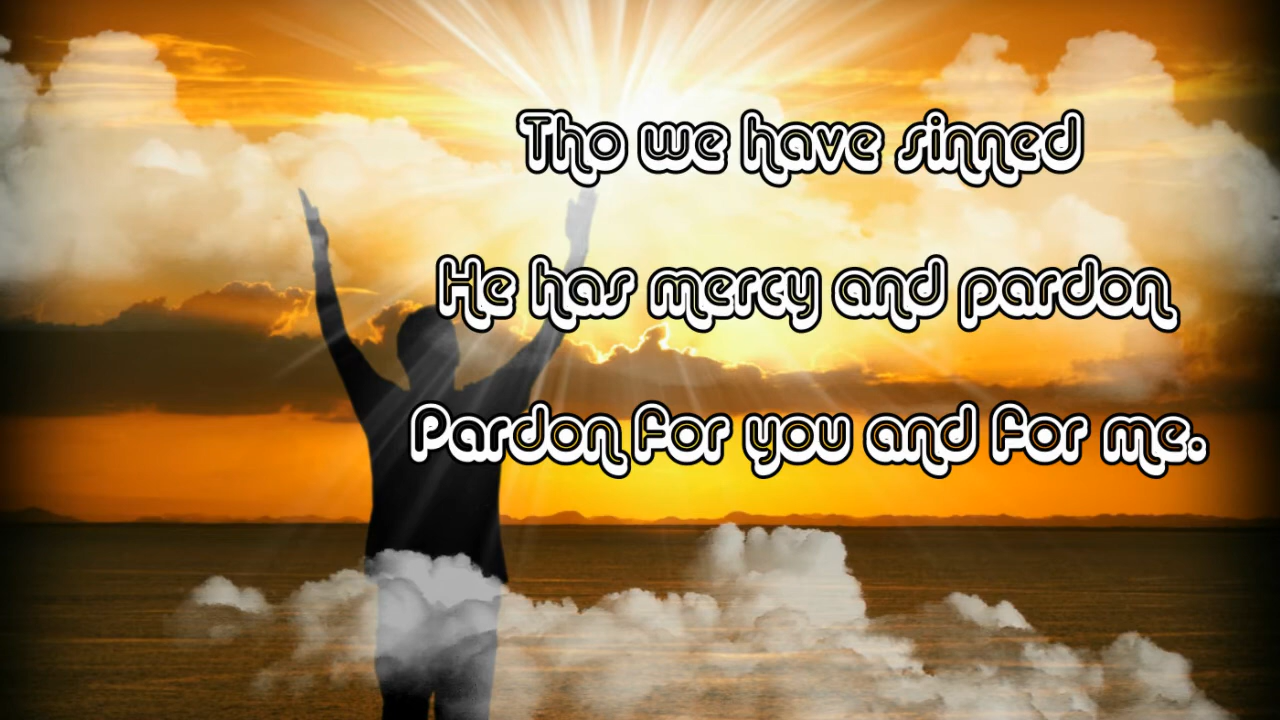 Tho we have sinned
He has mercy and pardon
Pardon for you and for me.